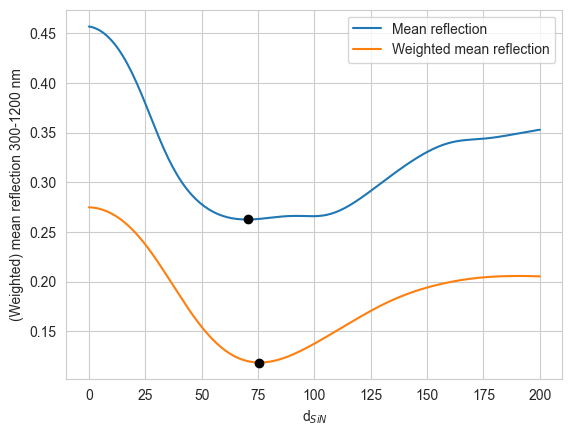 Mean reflection
Weighted mean reflection
(Weighted) mean reflection 300-1200 nm
0.45
0.40
0.35
0.30
0.25
0.20
0.15
0 25 50 75 100 125 150 175 200
d_{SiN}